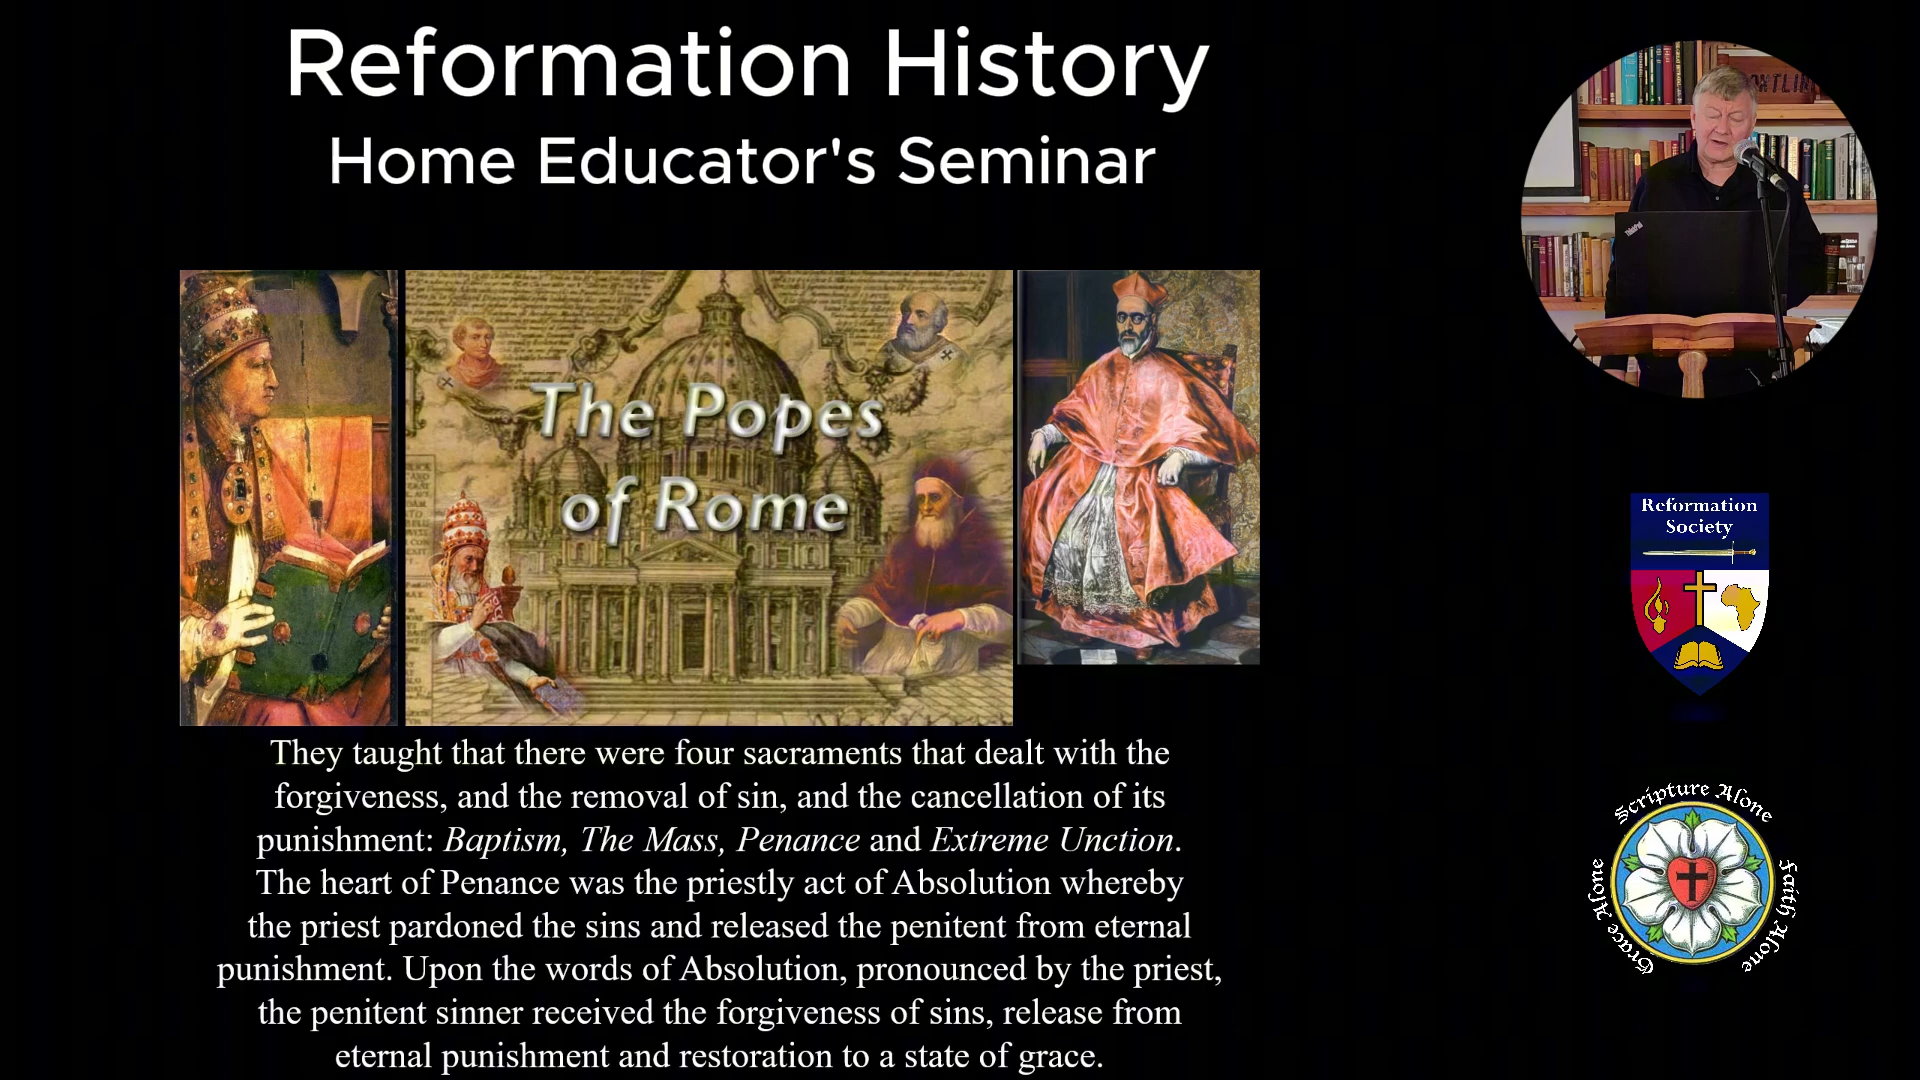 Reformation History
Home Educator's Seminar
The Popes
of Rome
They taught that there were four sacraments that dealt with the
forgiveness, and the removal of sin, and the cancellation of its
punishment: Baptism, The Mass, Penance and Extreme Unction.
The heart of Penance was the priestly act of Absolution whereby
the priest pardoned the sins and released the penitent from eternal
punishment. Upon the words of Absolution, pronounced by the priest,
the penitent sinner received the forgiveness of sins, release from
eternal punishment and restoration to a state of grace.
ThinkPad
Reformation
Society
Scripture Alone
Grace Alone
Faith Alone